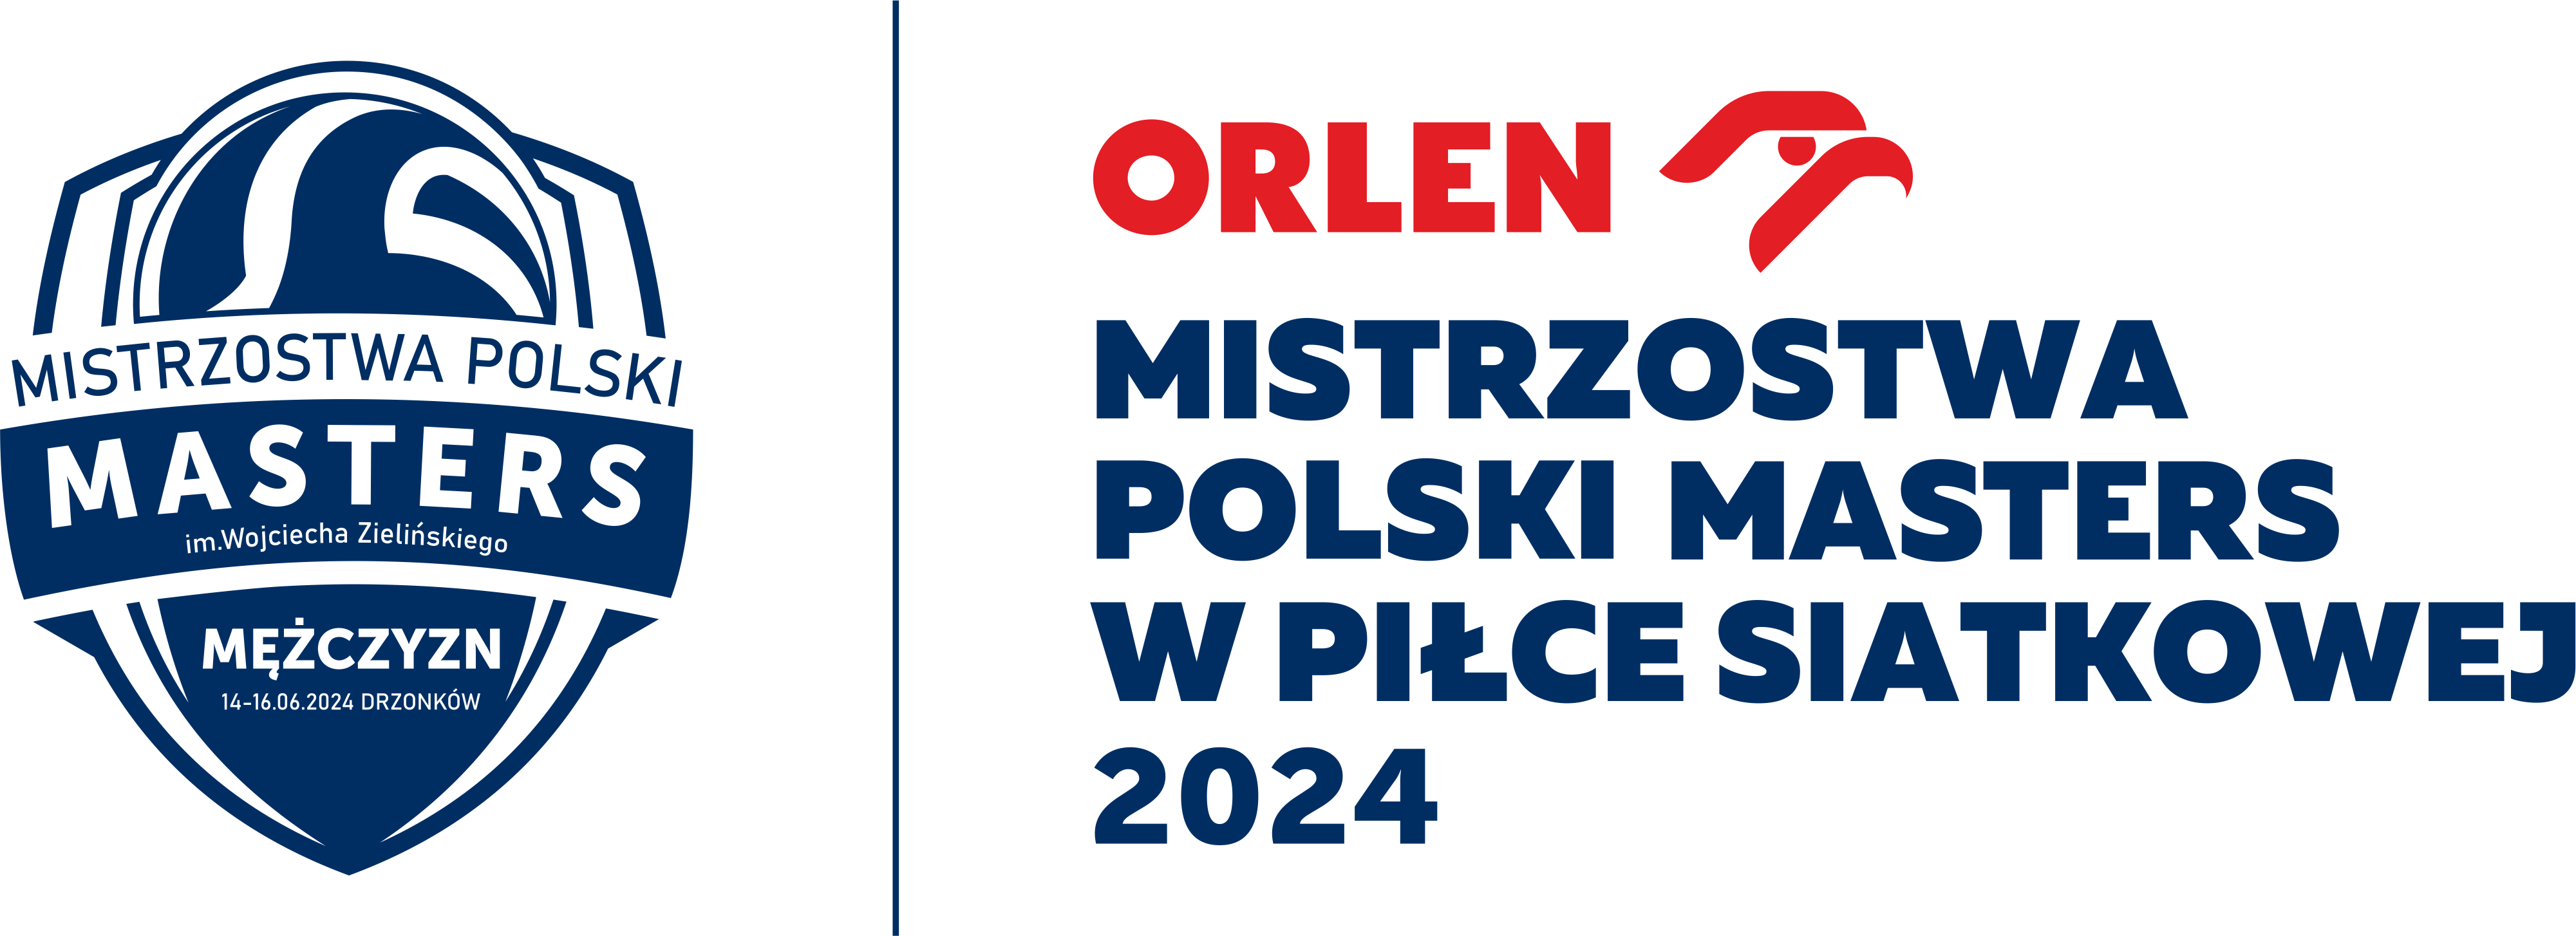 MISTRZOSTWA POLSKI
MASTERS
im.Wojciecha Zielińskiego
MĘŻCZYZN
14-16.06.2024 DRZONKÓW
ORLEN
MISTRZOSTWA
POLSKI MASTERS
W PIŁCE SIATKOWEJ
2024